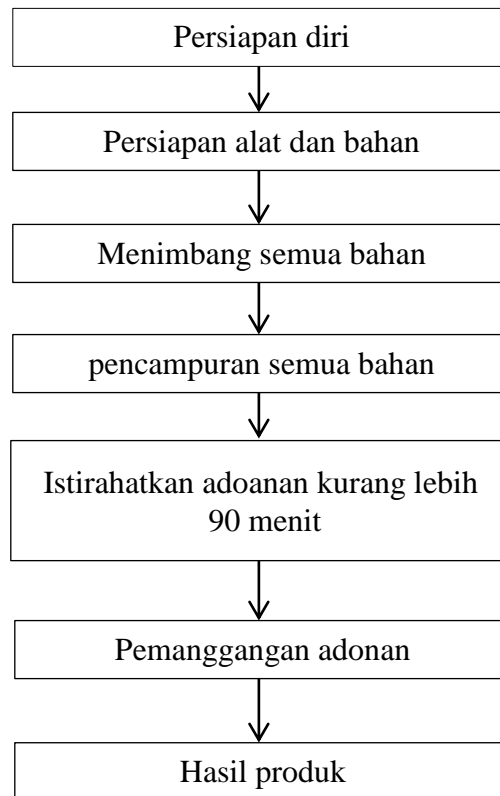 Persiapan diri
Persiapan alat dan bahan
Menimbang semua bahan
pencampuran semua bahan
Istirahatkan adoanan kurang lebih
90 menit
Pemanggangan adonan
Hasil produk